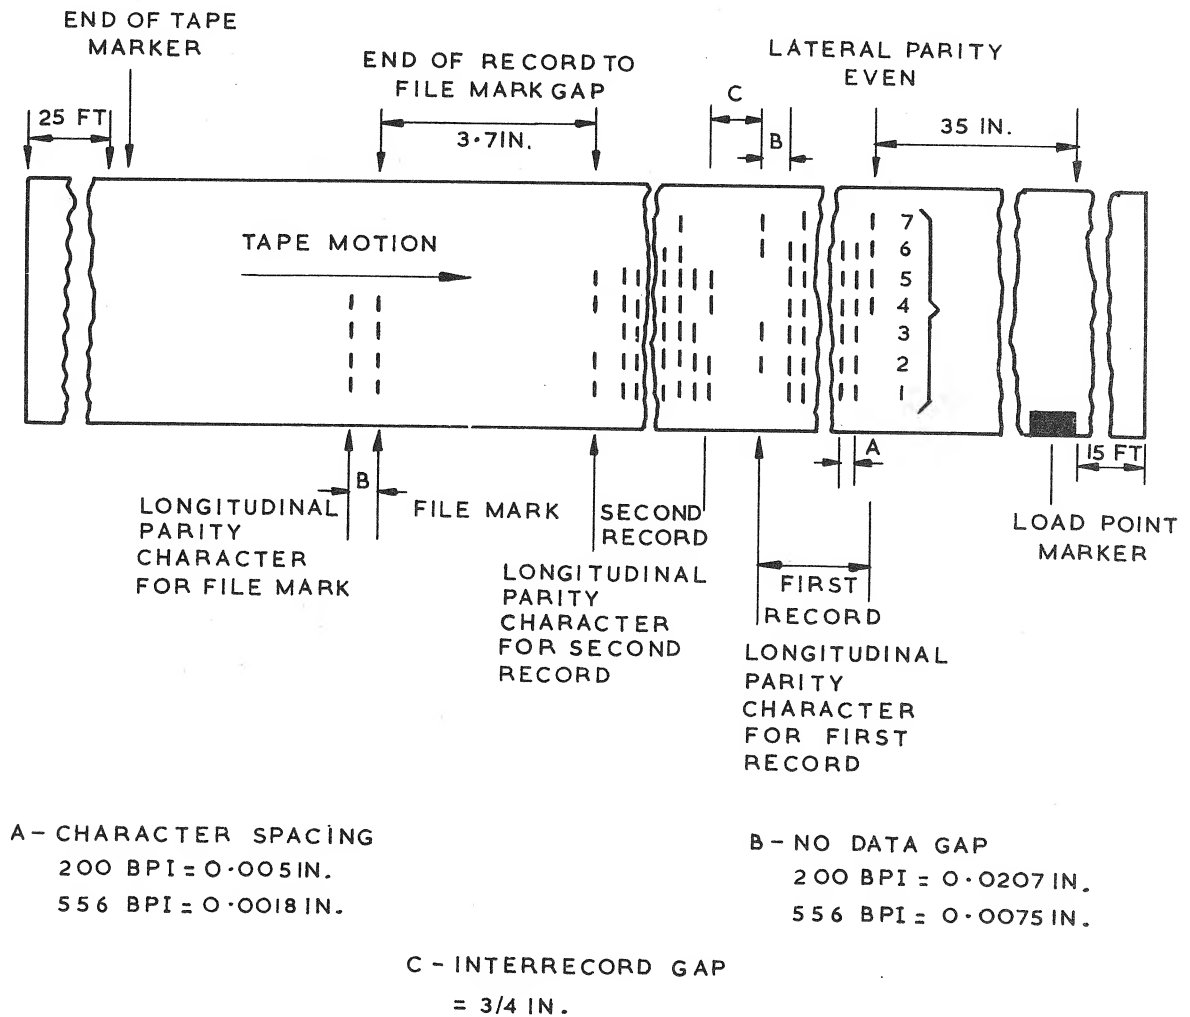 END OF TAPE
MARKER
25 FT
END OF RECORD TO
FILE MARK GAP
3.7IN.
C
B
LATERAL PARITY
EVEN
35 IN.
TAPE MOTION
7
6
5
4
3
2
1
A
15 FT
B
LONGITUDINAL
PARITY
CHARACTER
FOR FILE MARK
FILE MARK
SECOND
RECORD
LONGITUDINAL
PARITY
CHARACTER
FOR SECOND
RECORD
FIRST
RECORD
LONGITUDINAL
PARITY
CHARACTER
FOR FIRST
RECORD
LOAD POINT
MARKER
A - CHARACTER SPACING
200 BPI = 0.005 IN.
556 BPI = 0.0018 IN.
B - NO DATA GAP
200 BPI = 0.0207 IN.
556 BPI = 0.0075 IN.
C - INTERRECORD GAP
= 3/4 IN.